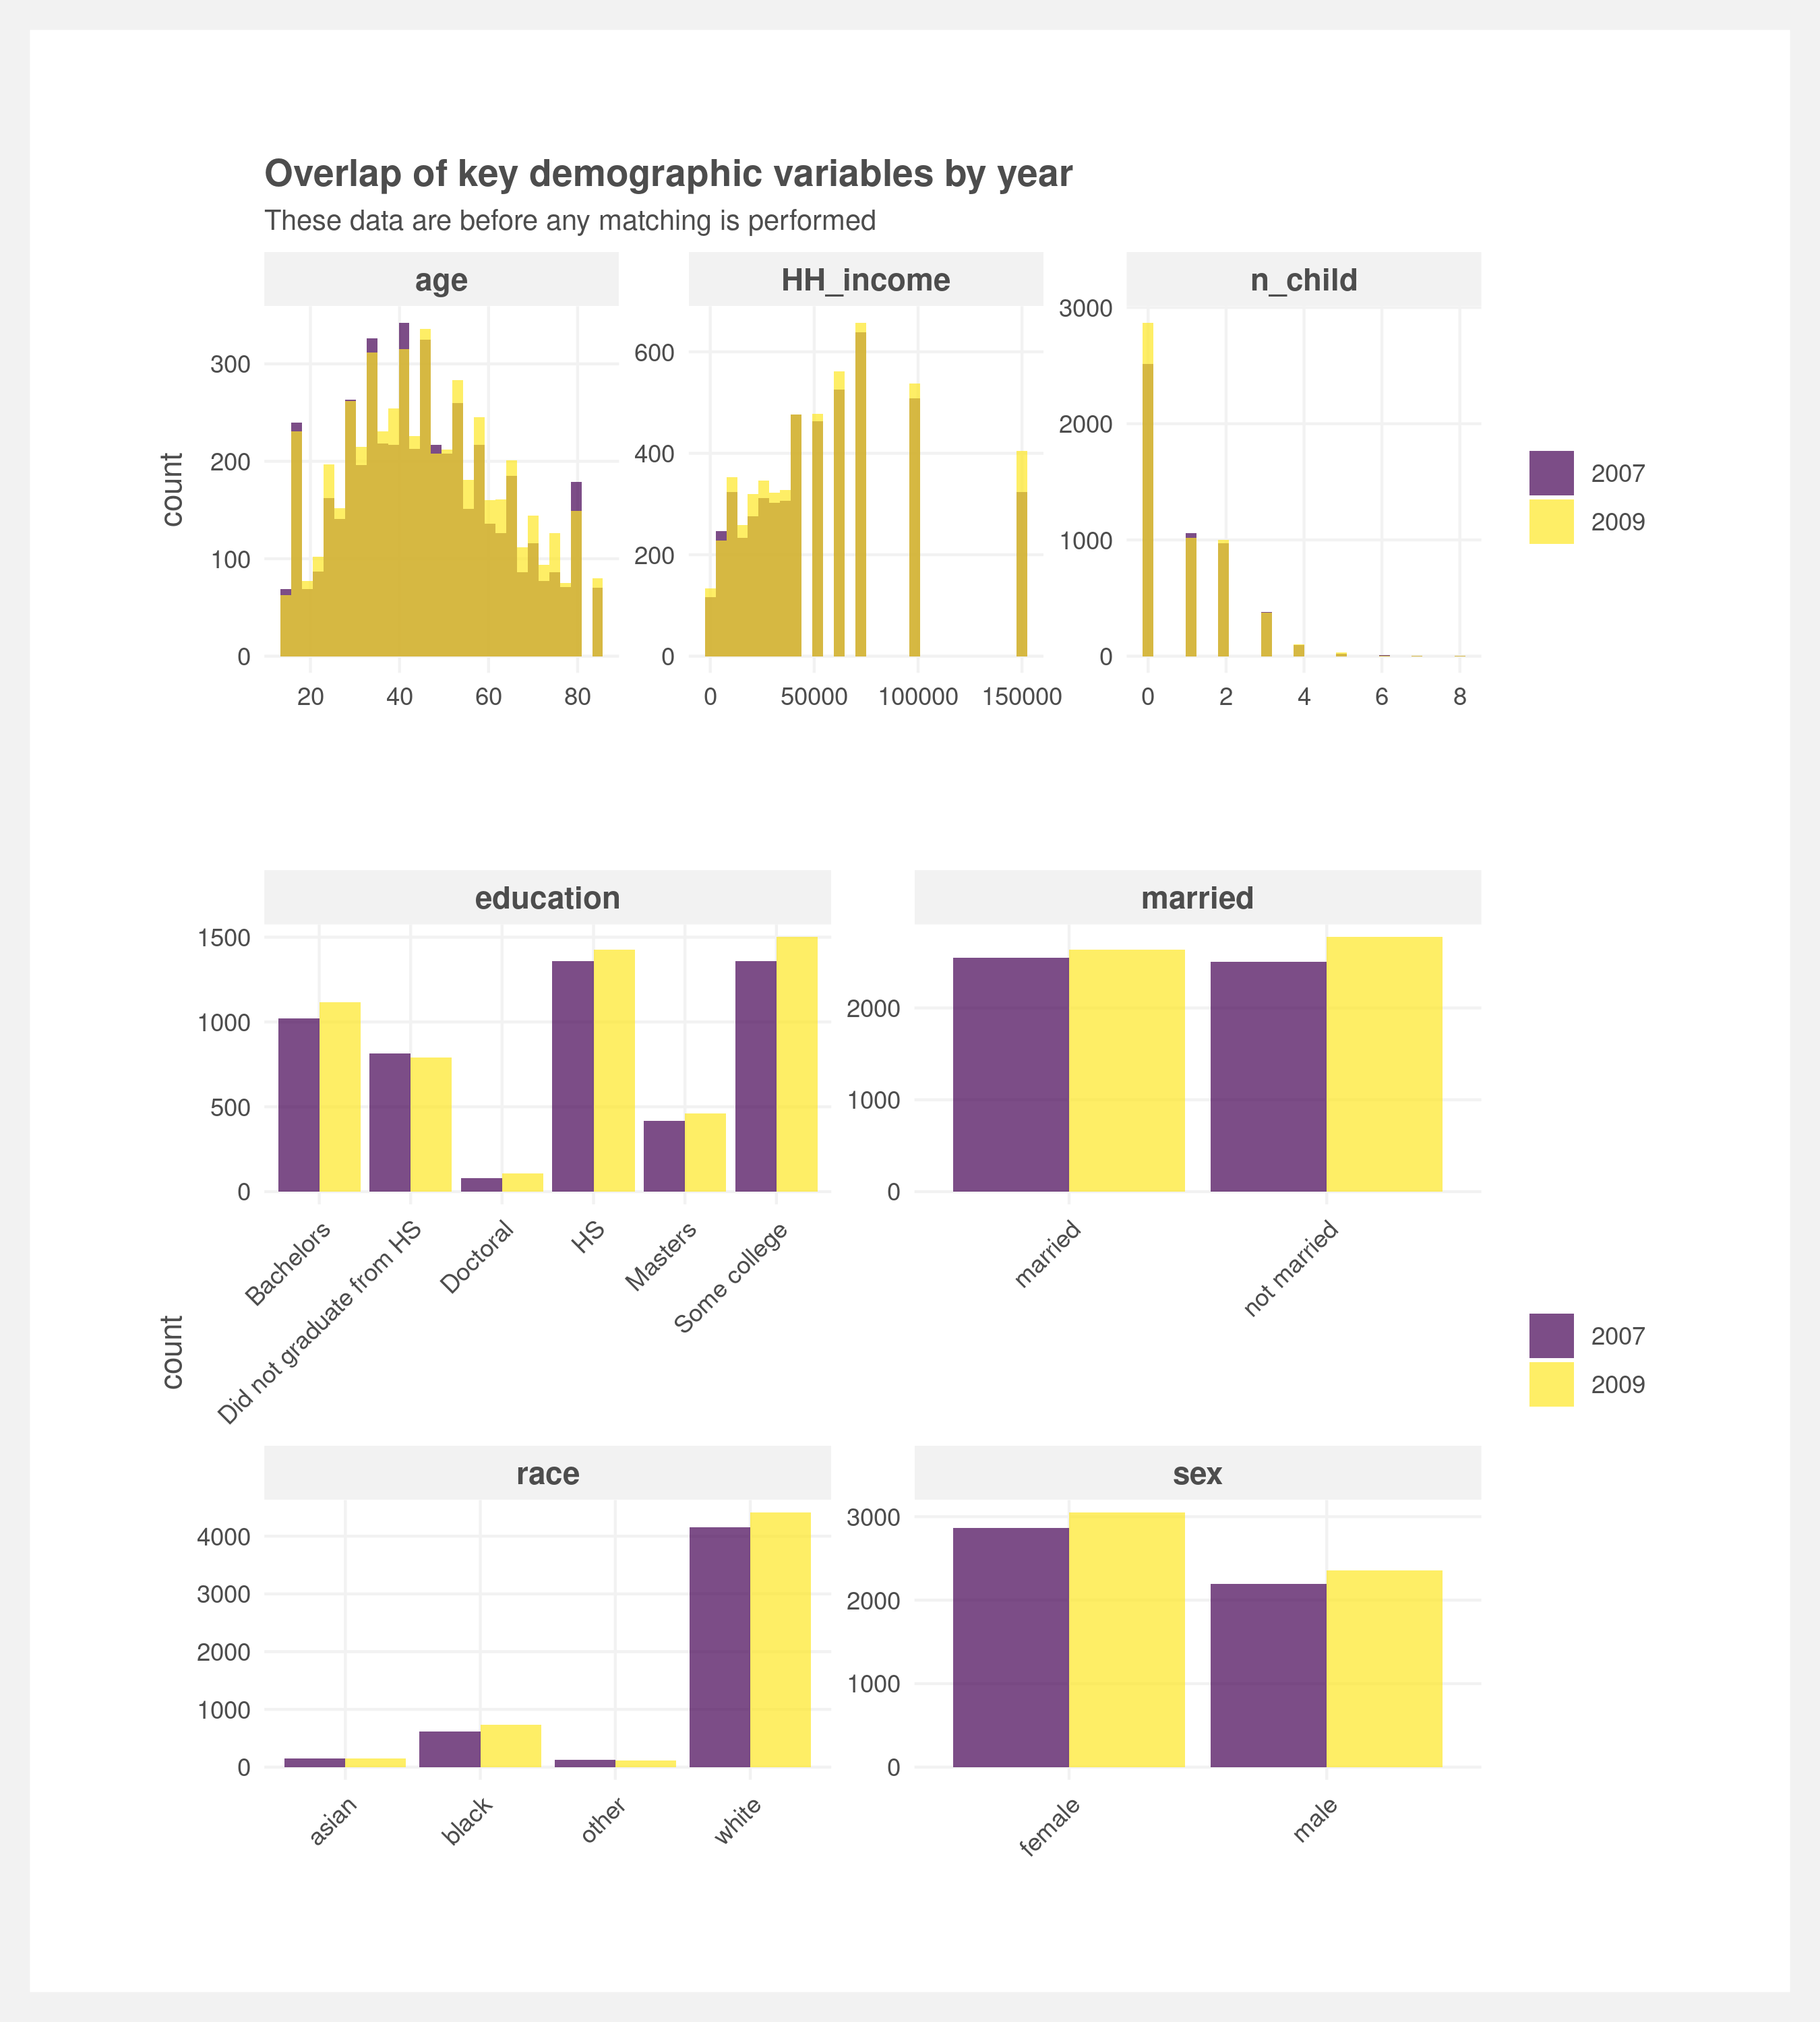 Overlap of key demographic variables by year
These data are before any matching is performed
age
HH_income
n_child
count
0
100
200
300
20
40
60
80
0
200
400
600
0
50000
100000
150000
0
1000
2000
3000
0
2
4
6
8
2007
2009
education
married
count
0
500
1000
1500
Bachelors
Did not graduate from HS
Doctoral
HS
Masters
Some college
0
1000
2000
married
not married
2007
2009
race
sex
0
1000
2000
3000
4000
asian
black
other
white
0
1000
2000
3000
female
male